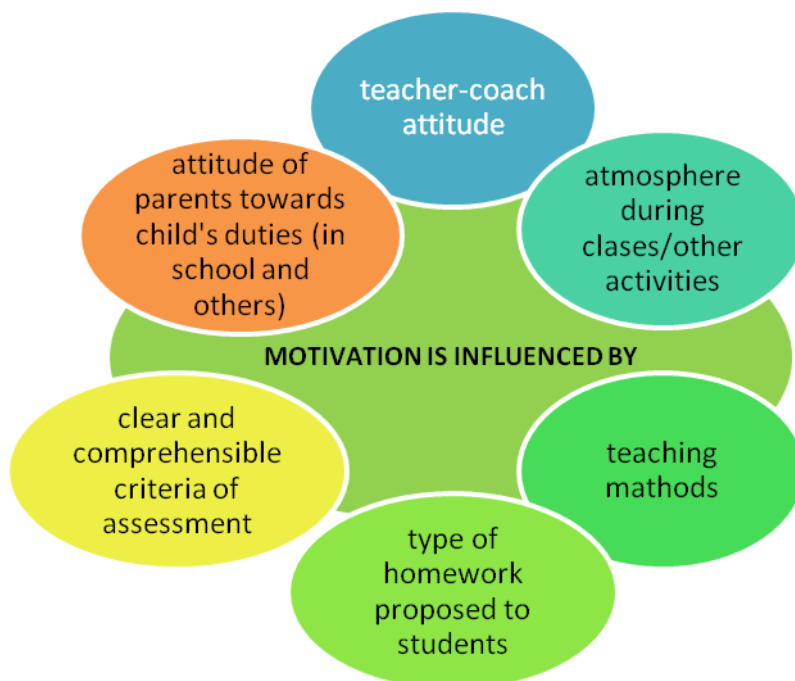 teacher-coach
attitude
attitude of
parents towards
child's duties (in
school and
others)
atmosphere
during
clases/other
activities
MOTIVATION IS INFLUENCED BY
clear and
comprehensible
criteria of
assessment
teaching
mathods
type of
homework
proposed to
students